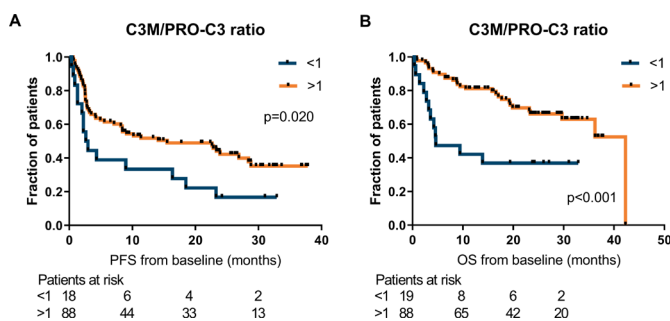 A
C3M/PRO-C3 ratio
<1
>1
p=0.020
Fraction of patients
1.0
0.8
0.6
0.4
0.2
0.0
0 10 20 30 40
PFS from baseline (months)
Patients at risk
<1 18 6 4 2
>1 88 44 33 13
B
C3M/PRO-C3 ratio
<1
>1
p<0.001
Fraction of patients
1.0
0.8
0.6
0.4
0.2
0.0
0 10 20 30 40 50
OS from baseline (months)
Patients at risk
<1 19 8 6 2
>1 88 65 42 20